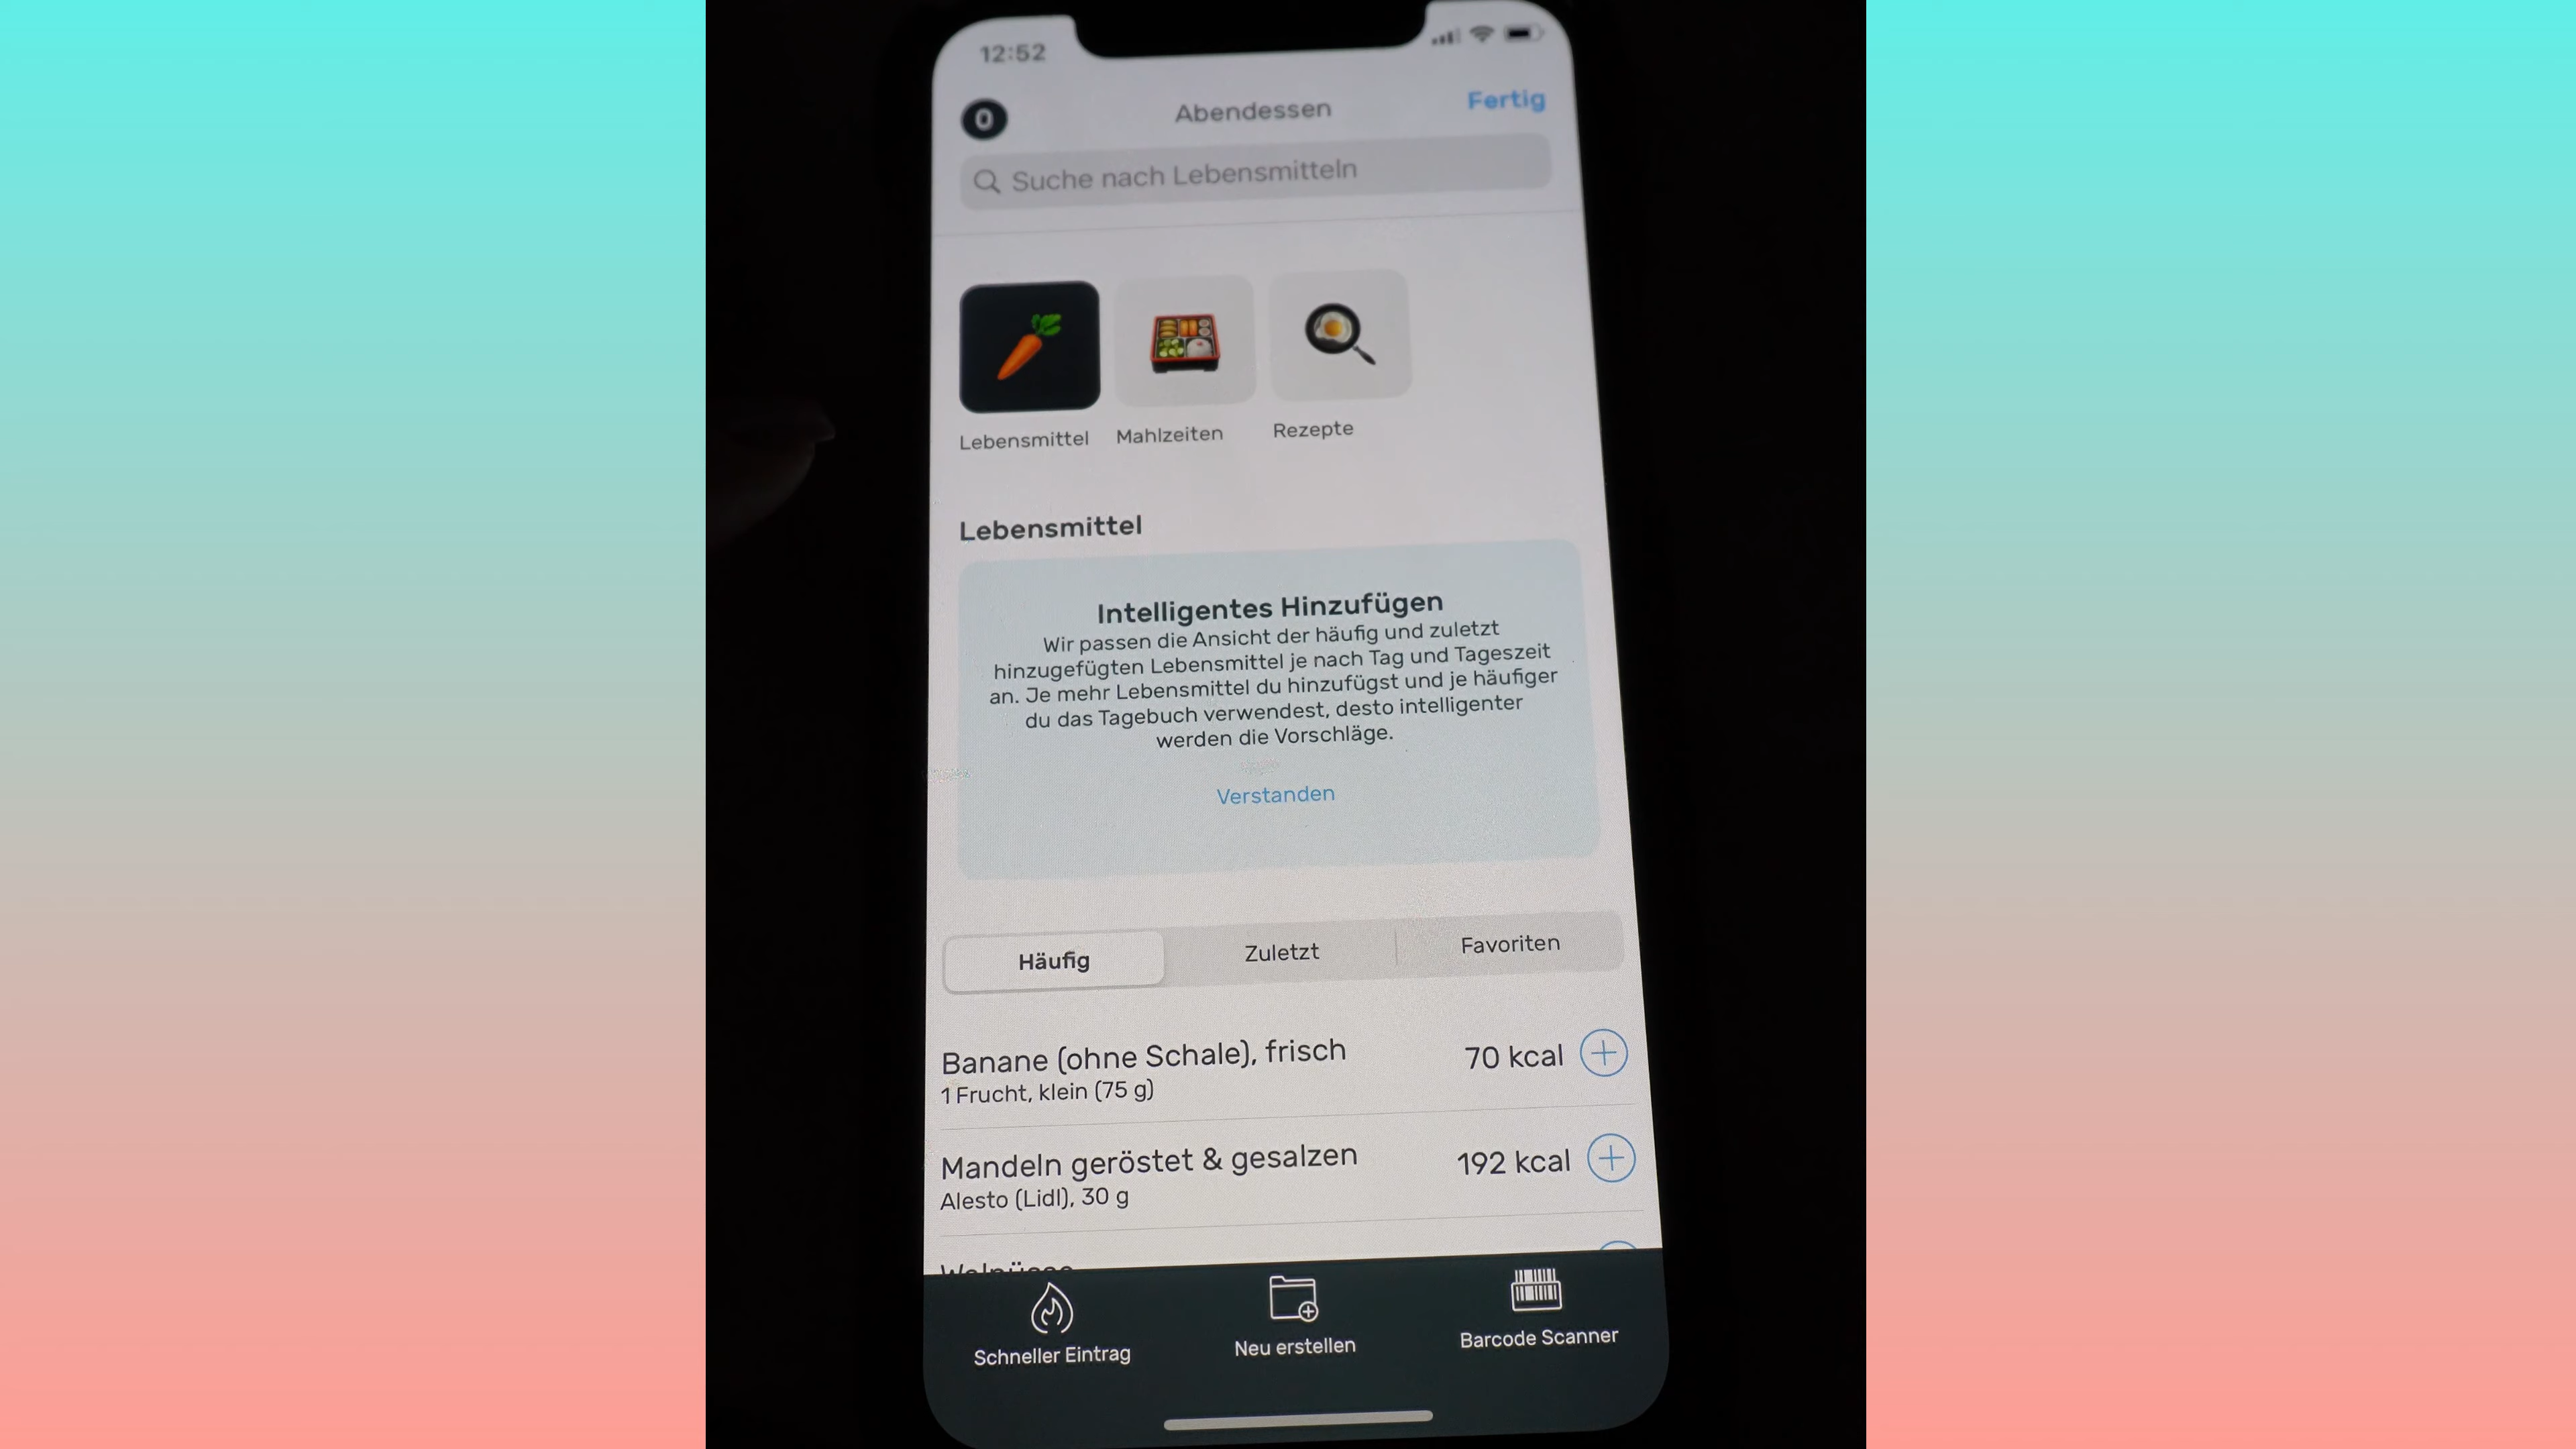 12:52
0
Abendessen
Fertig
Suche nach Lebensmitteln
Lebensmittel
Mahlzeiten
Rezepte
Lebensmittel
Intelligentes Hinzufügen
Wir passen die Ansicht der häufig und zuletzt
hinzugefügten Lebensmittel je nach Tag und Tageszeit
an. Je mehr Lebensmittel du hinzufügst und je häufiger
du das Tagebuch verwendest, desto intelligenter
werden die Vorschläge.
Verstanden
Häufig
Zuletzt
Favoriten
Banane (ohne Schale), frisch
70 kcal
1 Frucht, klein (75 g)
Mandeln geröstet & gesalzen
192 kcal
Alesto (Lidl), 30 g
Walnüsse
Schneller Eintrag
Neu erstellen
Barcode Scanner